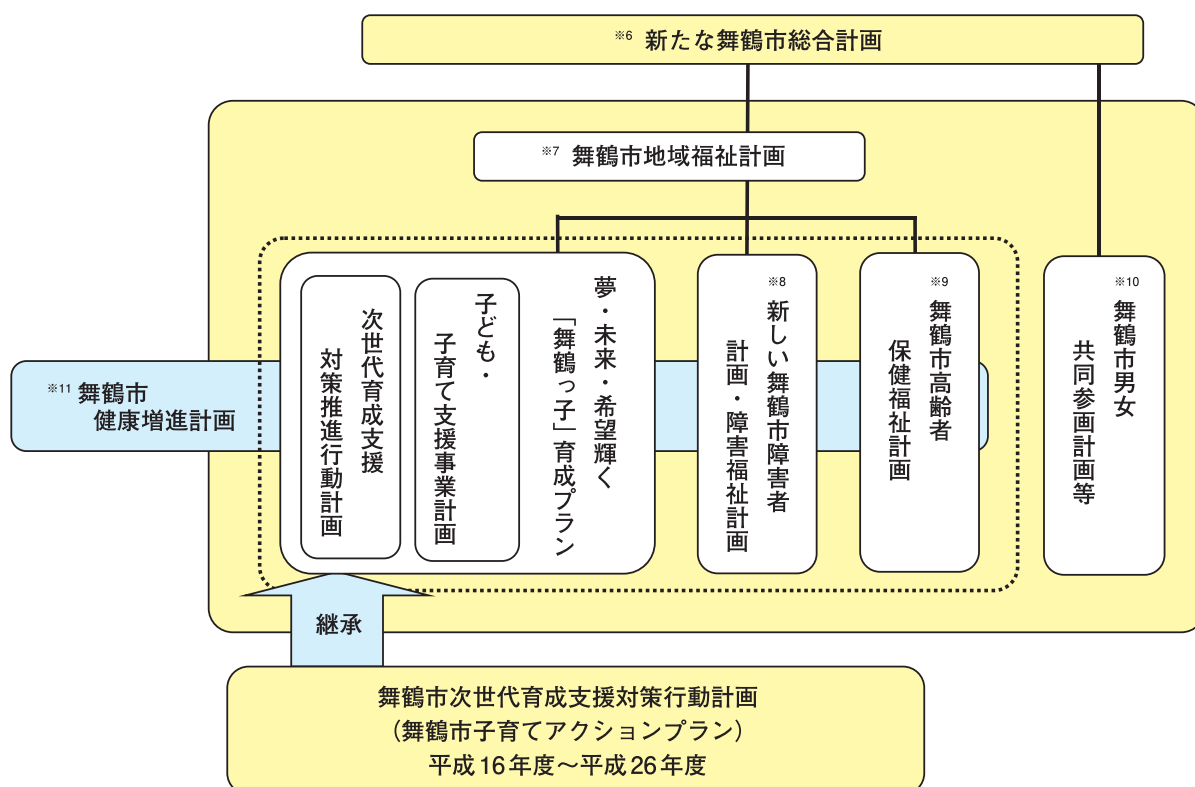 ※6 新たな舞鶴市総合計画
※7 舞鶴市地域福祉計画
※11 舞鶴市
健康増進計画
次世代育成支援
対策推進行動計画
子ども・
子育て支援事業計画
夢・未来・希望輝く
「舞鶴っ子」育成プラン
※8 新しい舞鶴市障害者
計画・障害福祉計画
※9 舞鶴市高齢者
保健福祉計画
※10 舞鶴市男女
共同参画計画等
継承
舞鶴市次世代育成支援対策行動計画
（舞鶴市子育てアクションプラン）
平成16年度～平成26年度